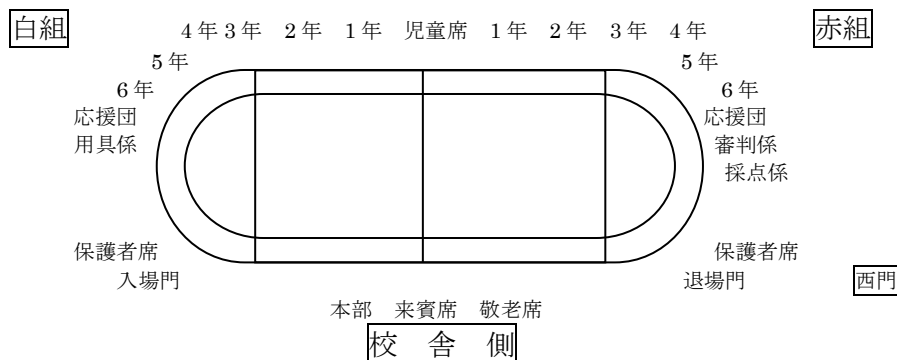 白組 4年 3年 2年 1年 児童席 1年 2年 3年 4年 赤組
5年 5年
6年 6年
応援団 応援団
用具係 審判係
採点係
保護者席 保護者席
入場門 退場門 西門
本部 来賓席 敬老席
校舎側